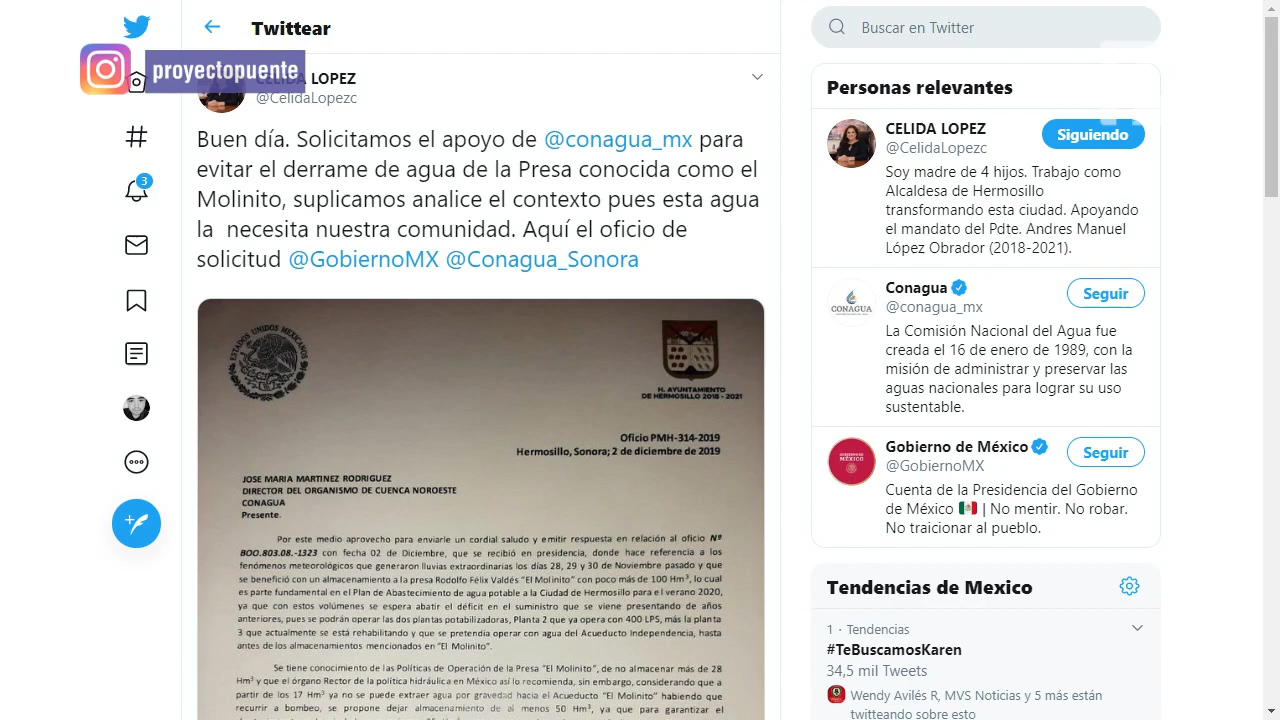 Twittear
Buscar en Twitter
proyectopuente
LOPEZ
@CelidaLopezc
Buen día. Solicitamos el apoyo de @conagua_mx para
evitar el derrame de agua de la Presa conocida como el
Molinito, suplicamos analice el contexto pues esta agua
la necesita nuestra comunidad. Aquí el oficio de
solicitud @GobiernoMX @Conagua_Sonora
3
ESTADOS UNIDOS MEXICANOS
H. AYUNTAMIENTO
DE HERMOSILLO 2018 - 2021
Oficio PMH-314-2019
Hermosillo, Sonora; 2 de diciembre de 2019
JOSE MARIA MARTINEZ RODRIGUEZ
DIRECTOR DEL ORGANISMO DE CUENCA NOROESTE
CONAGUA
Presente.
Por este medio aprovecho para enviarle un cordial saludo y emitir respuesta en relación al oficio Nº
BOO.803.08.-1323 con fecha 02 de Diciembre, que se recibió en presidencia, donde hace referencia a los
fenómenos meteorológicos que generaron lluvias extraordinarias los días 28, 29 y 30 de Noviembre pasado y que
se benefició con un almacenamiento a la presa Rodolfo Félix Valdés "El Molinito" con poco más de 100 Hm³, lo cual
es parte fundamental en el Plan de Abastecimiento de agua potable a la Ciudad de Hermosillo para el verano 2020,
ya que con estos volúmenes se espera abatir el déficit en el suministro que se viene presentando de años
anteriores, pues se podrán operar las dos plantas potabilizadoras, Planta 2 que ya opera con 400 LPS, más la planta
3 que actualmente se está rehabilitando y que se pretendía operar con agua del Acueducto Independencia, hasta
antes de los almacenamientos mencionados en "El Molinito".
Se tiene conocimiento de las Políticas de Operación de la Presa "El Molinito", de no almacenar más de 28
Hm³ y que el órgano Rector de la política hidráulica en México así lo recomienda, sin embargo, considerando que a
partir de los 17 Hm³ ya no se puede extraer agua por gravedad hacia el Acueducto "El Molinito" habiendo que
recurrir a bombeo, se propone dejar almacenamiento de al menos 50 Hm³, ya que para garantizar el
Personas relevantes
CELIDA LOPEZ
@CelidaLopezc
Siguiendo
Soy madre de 4 hijos. Trabajo como
Alcaldesa de Hermosillo
transformando esta ciudad. Apoyando
el mandato del Pdte. Andres Manuel
López Obrador (2018-2021).
CONAGUA
Conagua
@conagua_mx
Seguir
La Comisión Nacional del Agua fue
creada el 16 de enero de 1989, con la
misión de administrar y preservar las
aguas nacionales para lograr su uso
sustentable.
Gobierno de México
@GobiernoMX
Seguir
Cuenta de la Presidencia del Gobierno
de México 🇲🇽 | No mentir. No robar.
No traicionar al pueblo.
Tendencias de Mexico
1 · Tendencias
#TeBuscamosKaren
34,5 mil Tweets
Wendy Avilés R, MVS Noticias y 5 más están
twitteando sobre esto